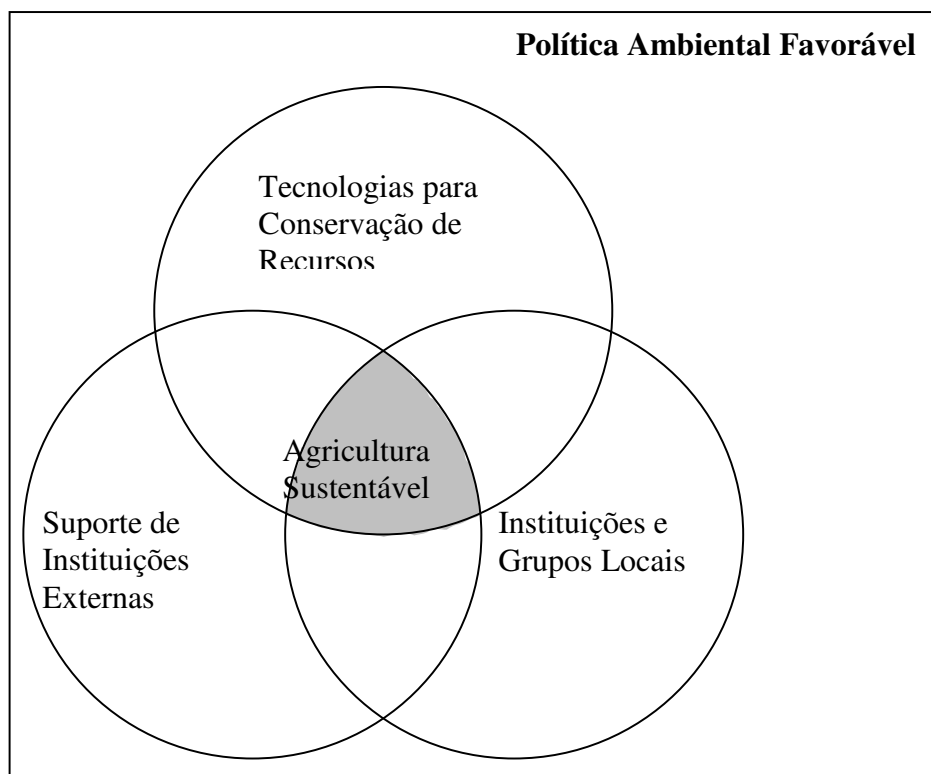 Política Ambiental Favorável
Tecnologias para
Conservação de
Recursos
Agricultura
Sustentável
Suporte de
Instituições
Externas
Instituições e
Grupos Locais